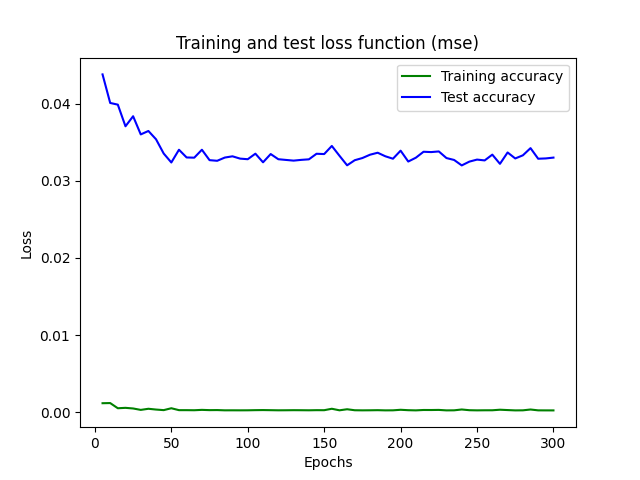 Training and test loss function (mse)
Training accuracy
Test accuracy
0.04
0.03
0.02
0.01
0.00
Loss
0
50
100
150
200
250
300
Epochs